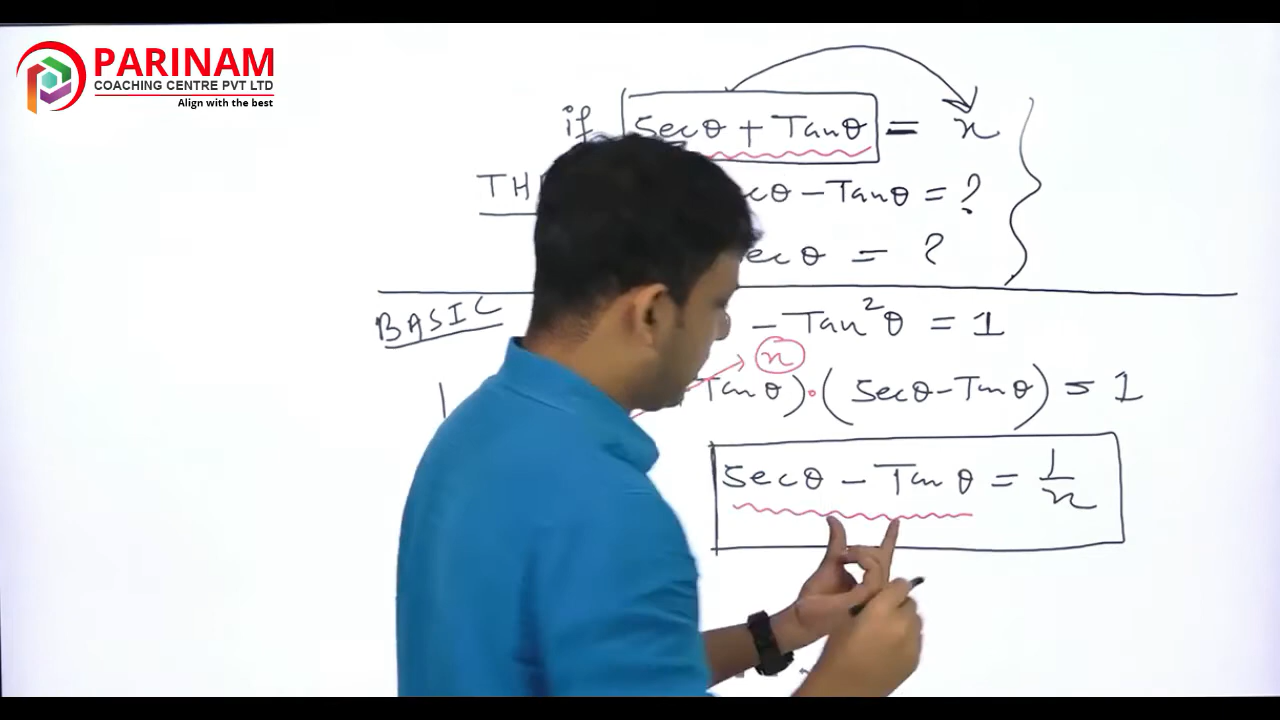 PARINAM
COACHING CENTRE PVT LTD
Align with the best
if Secθ + Tanθ = x
secθ - Tanθ = ?
secθ = ?
BASIC - Tan²θ = 1
x
Tanθ)·(Secθ-Tanθ) = 1
Secθ - Tanθ = 1/x